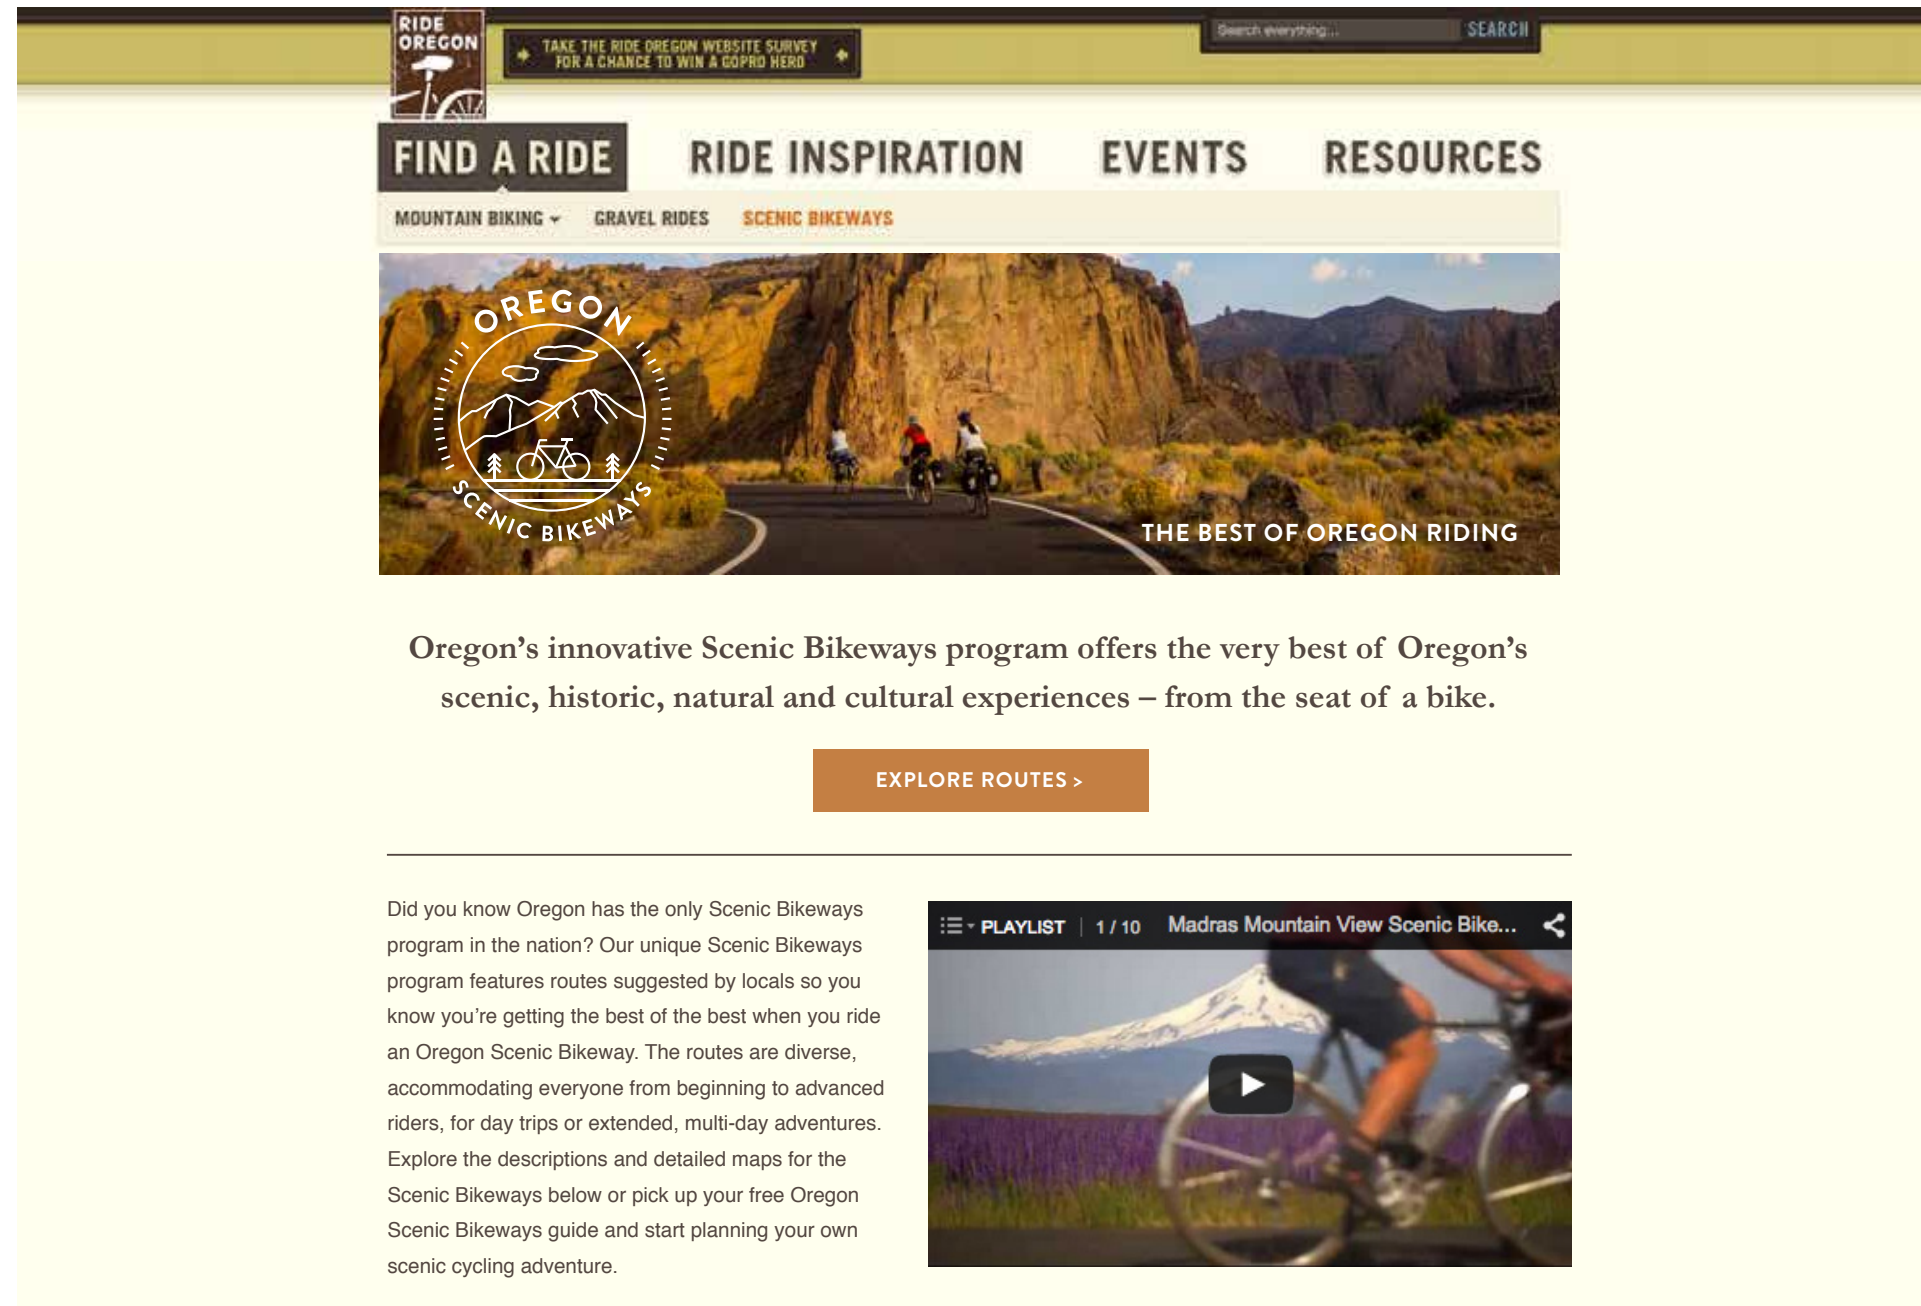 RIDE
OREGON
TAKE THE RIDE OREGON WEBSITE SURVEY
FOR A CHANCE TO WIN A GOPRO HERO
Search everything...
SEARCH
FIND A RIDE
RIDE INSPIRATION
EVENTS
RESOURCES
MOUNTAIN BIKING
GRAVEL RIDES
SCENIC BIKEWAYS
OREGON
SCENIC BIKEWAYS
THE BEST OF OREGON RIDING
Oregon’s innovative Scenic Bikeways program offers the very best of Oregon’s
scenic, historic, natural and cultural experiences – from the seat of a bike.
EXPLORE ROUTES >
Did you know Oregon has the only Scenic Bikeways
program in the nation? Our unique Scenic Bikeways
program features routes suggested by locals so you
know you’re getting the best of the best when you ride
an Oregon Scenic Bikeway. The routes are diverse,
accommodating everyone from beginning to advanced
riders, for day trips or extended, multi-day adventures.
Explore the descriptions and detailed maps for the
Scenic Bikeways below or pick up your free Oregon
Scenic Bikeways guide and start planning your own
scenic cycling adventure.
PLAYLIST | 1 / 10 Madras Mountain View Scenic Bike...